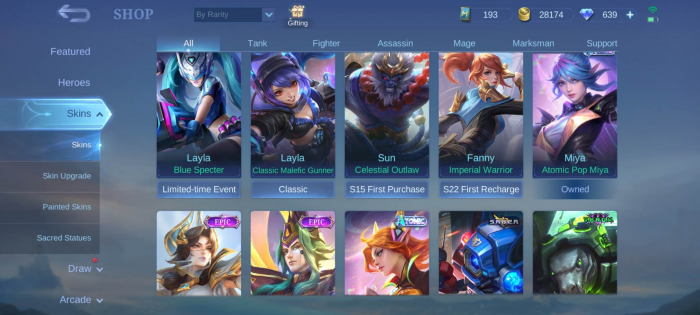 SHOP
By Rarity
Gifting
193
28174
639 +
Featured
Heroes
Skins
Skins
Skin Upgrade
Painted Skins
Sacred Statues
Draw
Arcade
All
Tank
Fighter
Assassin
Mage
Marksman
Support
Layla
Blue Specter
Limited-time Event
Layla
Classic Malefic Gunner
Classic
Sun
Celestial Outlaw
S15 First Purchase
Fanny
Imperial Warrior
S22 First Recharge
Miya
Atomic Pop Miya
Owned
EPIC
EPIC
ATOMIC
S.A.B.E.R